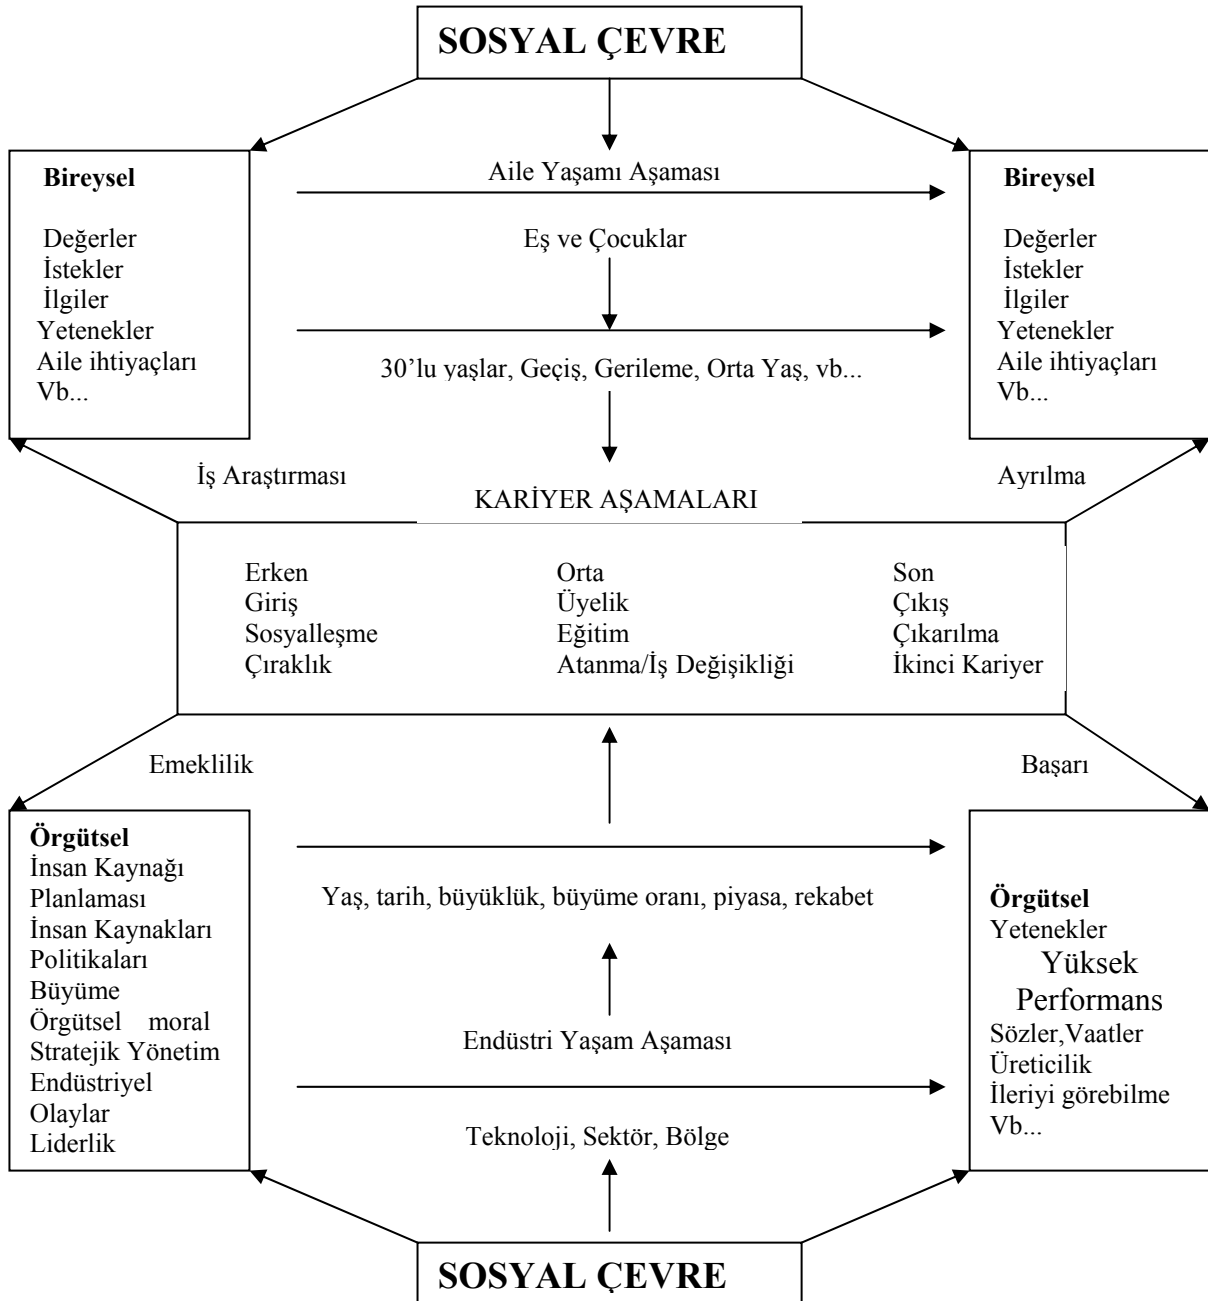 SOSYAL ÇEVRE
Bireysel
Değerler
İstekler
İlgiler
Yetenekler
Aile ihtiyaçları
Vb...
Aile Yaşamı Aşaması
Eş ve Çocuklar
30’lu yaşlar, Geçiş, Gerileme, Orta Yaş, vb...
Bireysel
Değerler
İstekler
İlgiler
Yetenekler
Aile ihtiyaçları
Vb...
İş Araştırması
Ayrılma
KARİYER AŞAMALARI
Erken
Giriş
Sosyalleşme
Çıraklık
Orta
Üyelik
Eğitim
Atanma/İş Değişikliği
Son
Çıkış
Çıkarılma
İkinci Kariyer
Emeklilik
Başarı
Örgütsel
İnsan Kaynağı
Planlaması
İnsan Kaynakları
Politikaları
Büyüme
Örgütsel moral
Stratejik Yönetim
Endüstriyel
Olaylar
Liderlik
Yaş, tarih, büyüklük, büyüme oranı, piyasa, rekabet
Endüstri Yaşam Aşaması
Teknoloji, Sektör, Bölge
Örgütsel
Yetenekler
Yüksek
Performans
Sözler,Vaatler
Üreticilik
İleriyi görebilme
Vb...
SOSYAL ÇEVRE